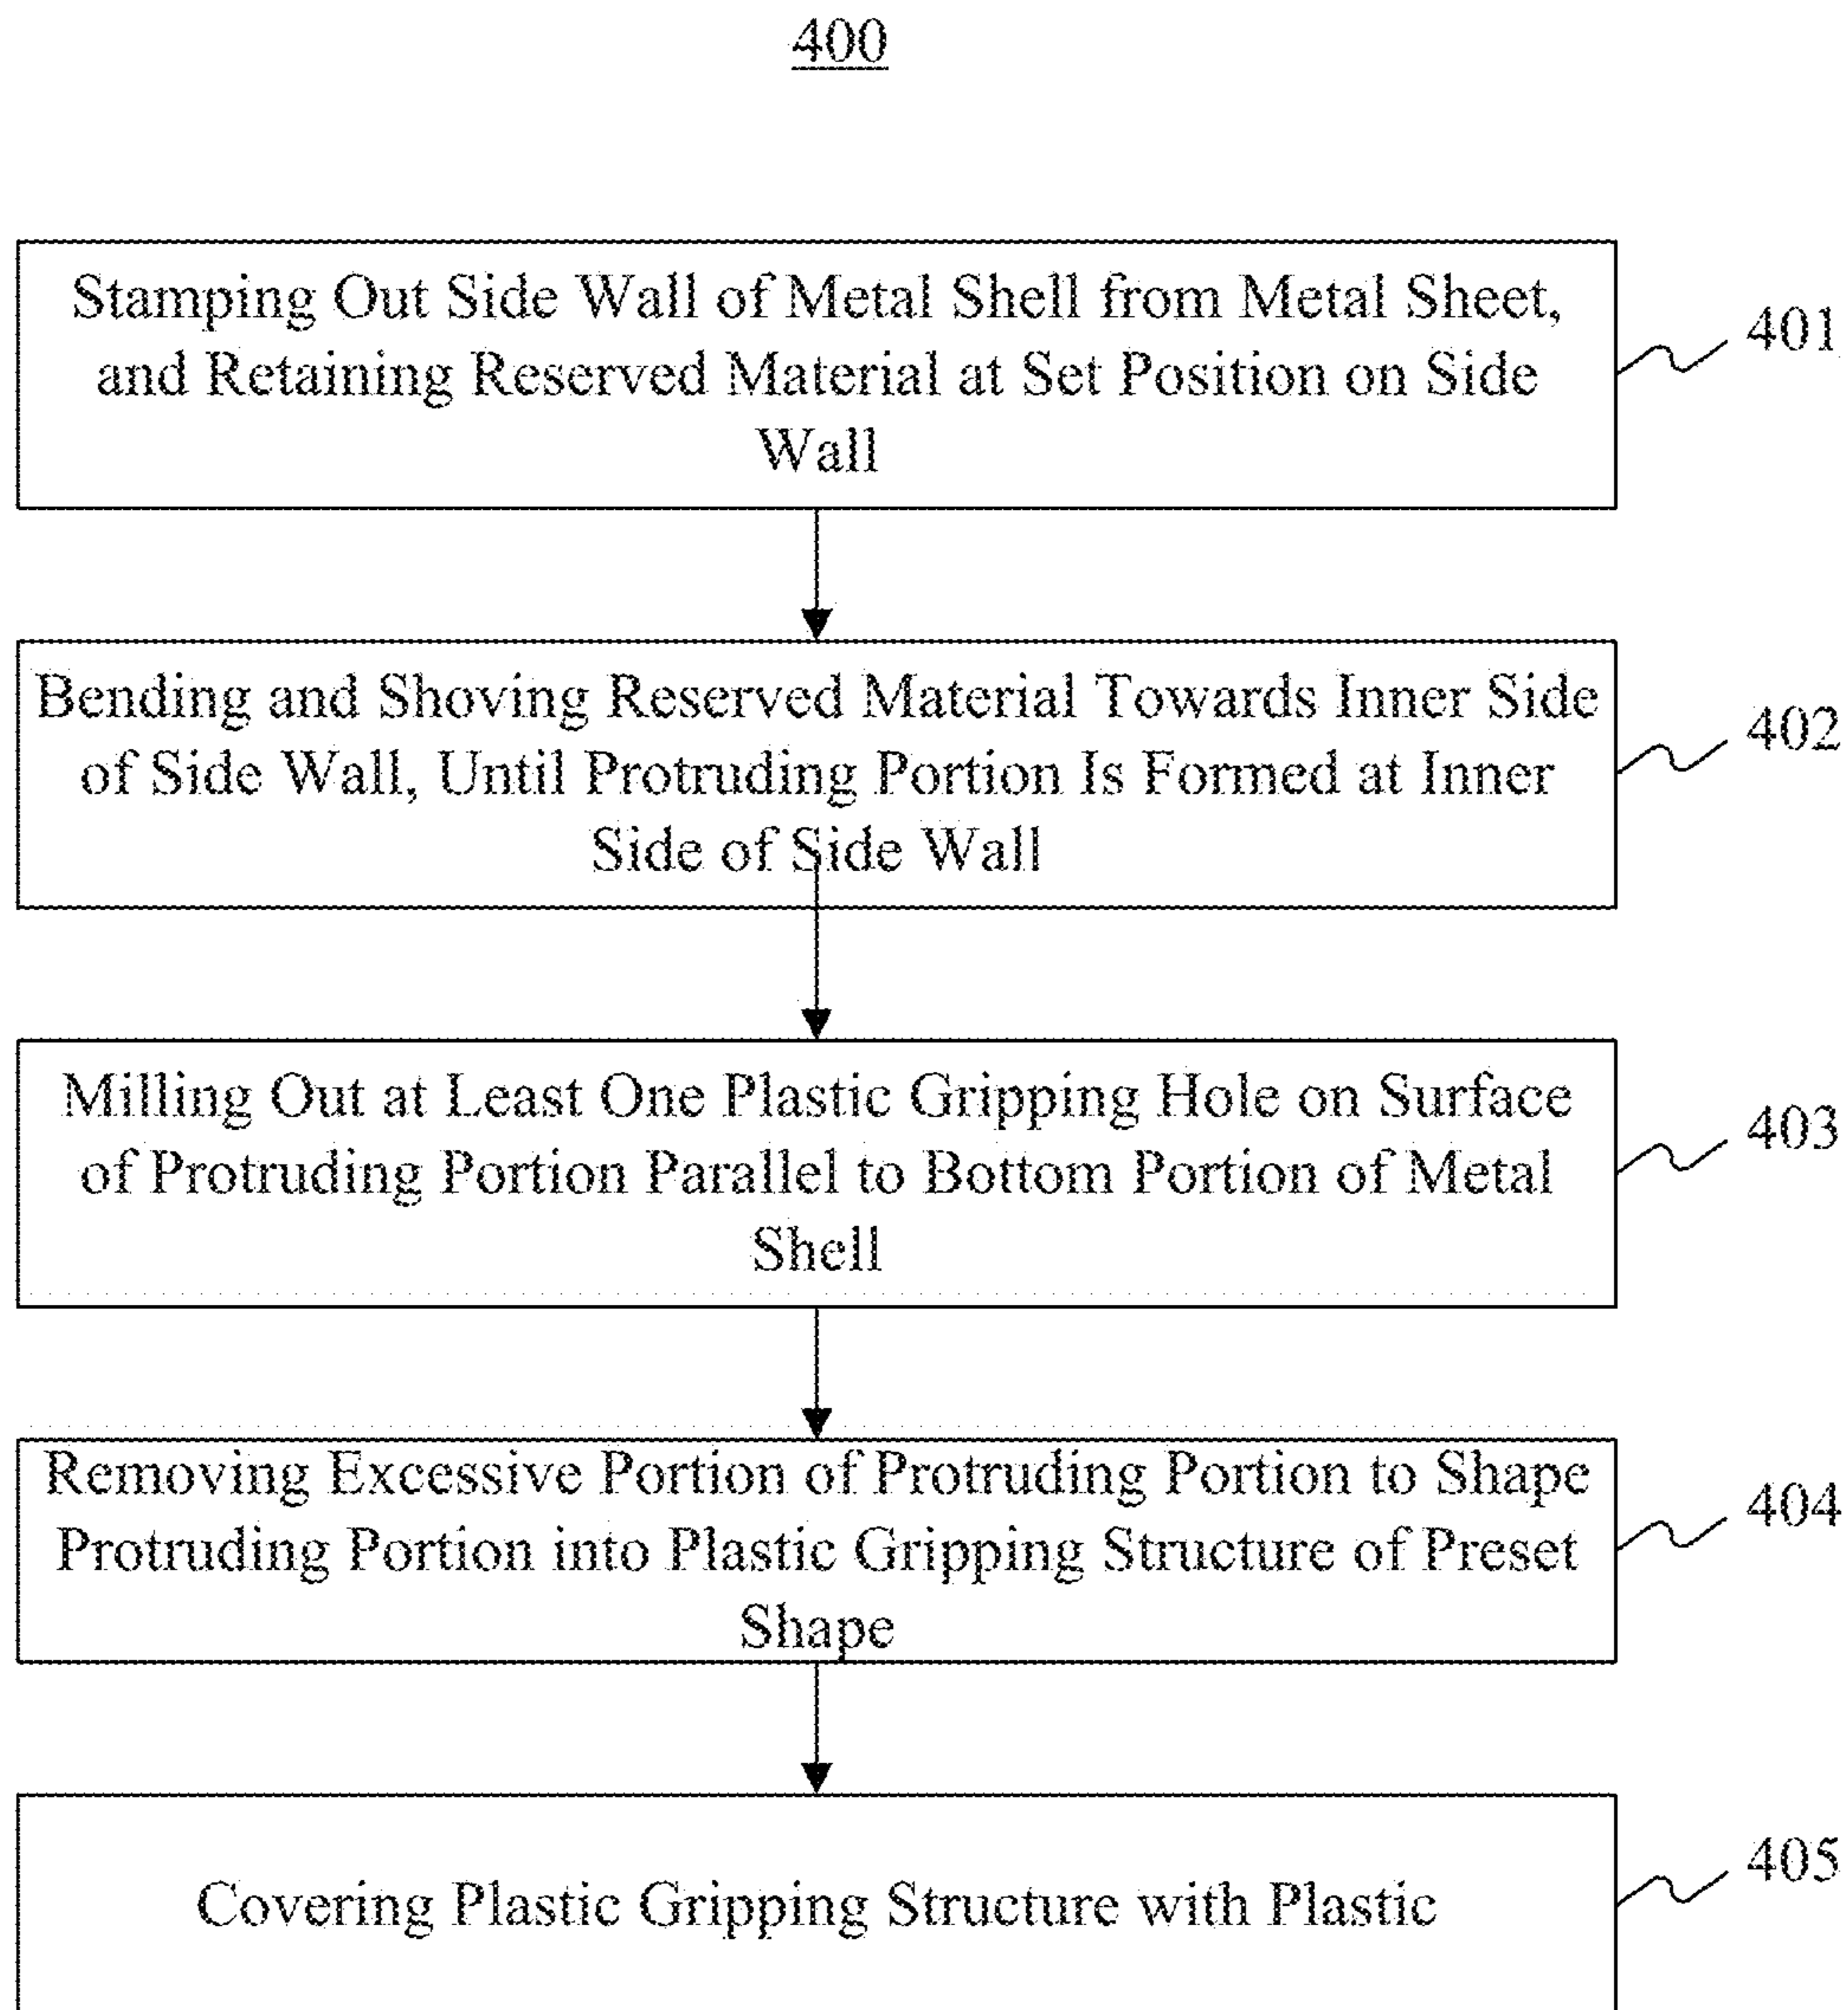 400
Stamping Out Side Wall of Metal Shell from Metal Sheet,
and Retaining Reserved Material at Set Position on Side
Wall
401
Bending and Shoving Reserved Material Towards Inner Side
of Side Wall, Until Protruding Portion Is Formed at Inner
Side of Side Wall
402
Milling Out at Least One Plastic Gripping Hole on Surface
of Protruding Portion Parallel to Bottom Portion of Metal
Shell
403
Removing Excessive Portion of Protruding Portion to Shape
Protruding Portion into Plastic Gripping Structure of Preset
Shape
404
Covering Plastic Gripping Structure with Plastic
405